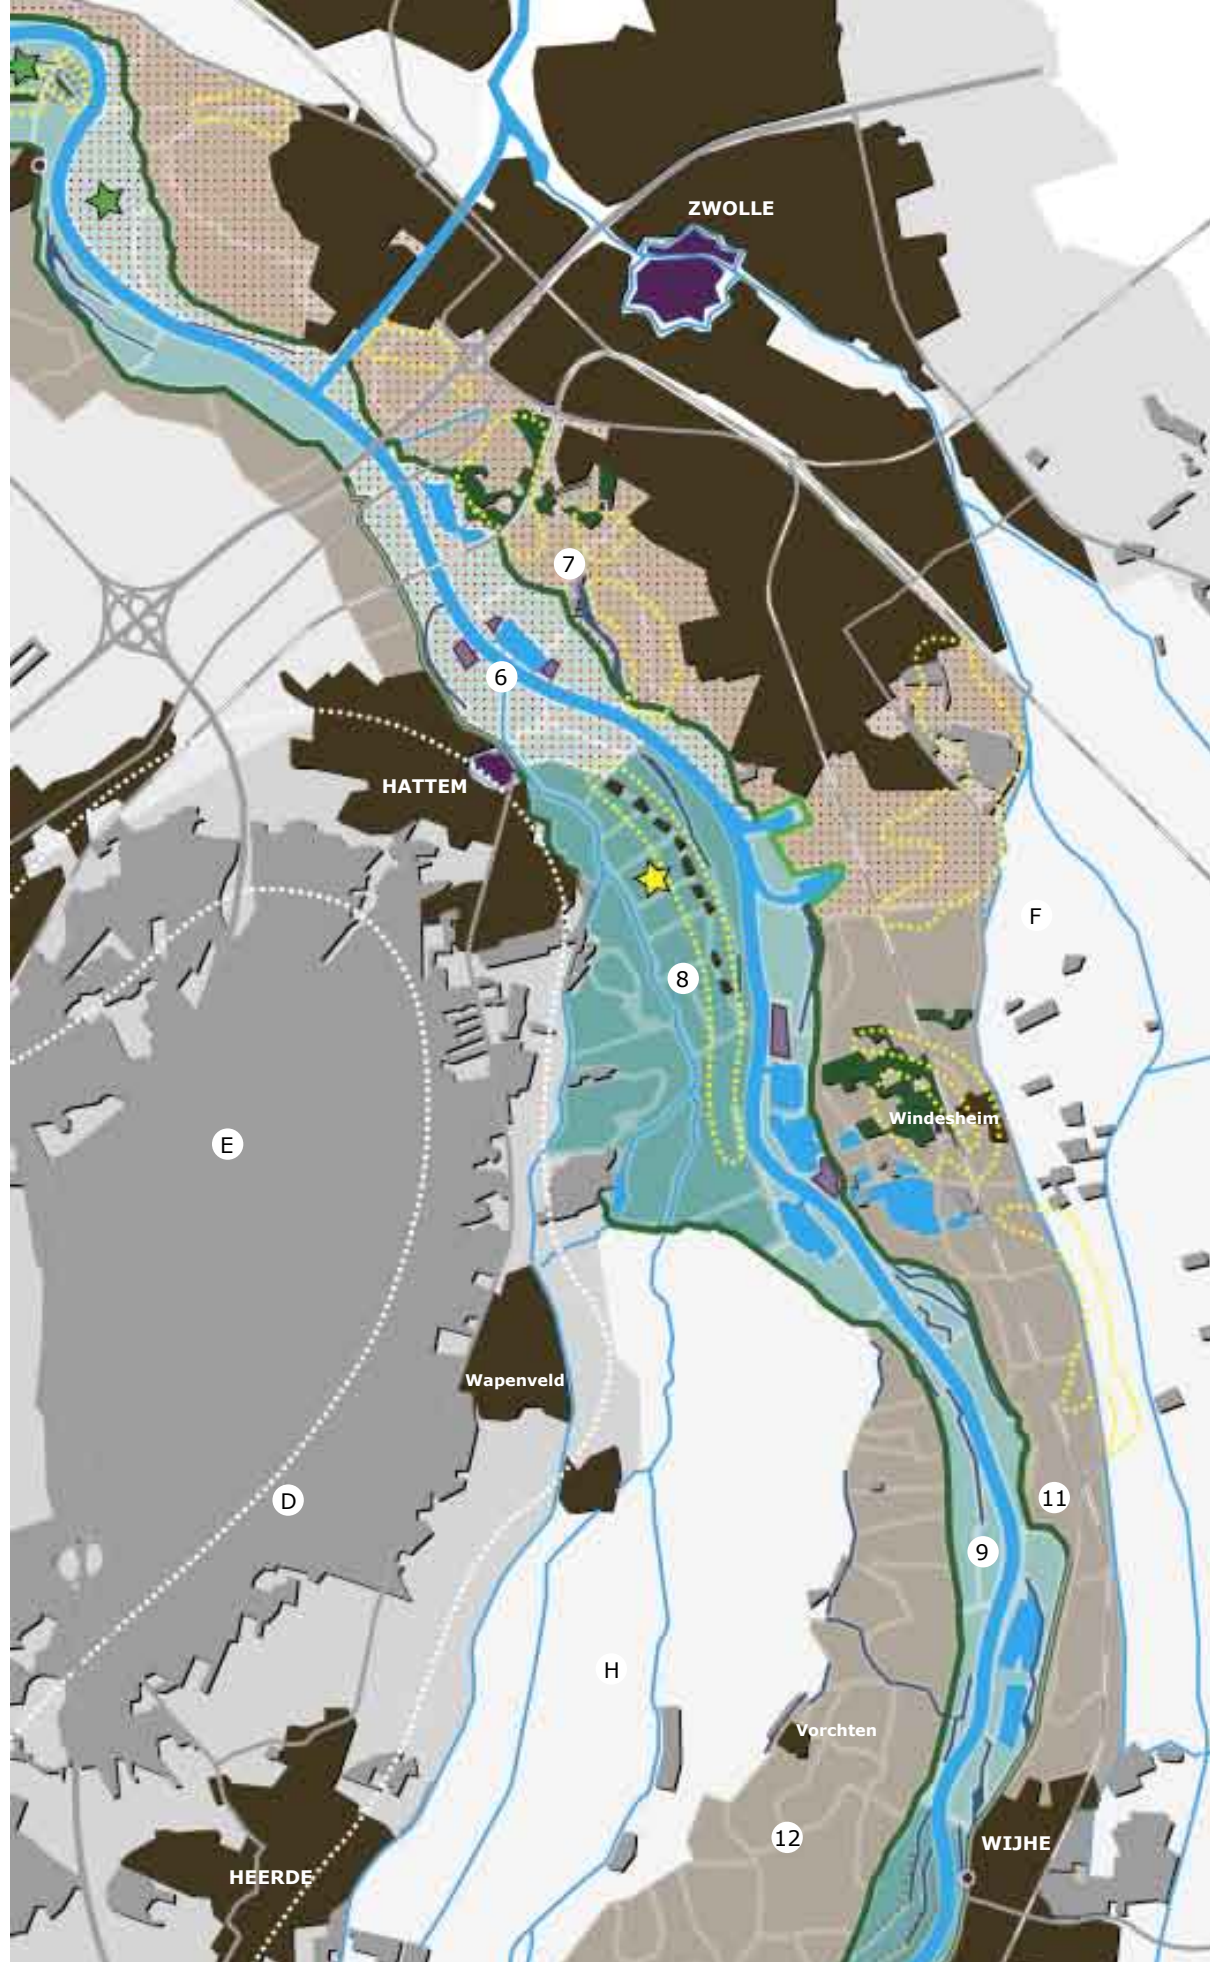 ZWOLLE
7
6
HATTEM
8
F
Windesheim
E
Wapenveld
D
11
9
H
Vorchten
12
WIJHE
HEERDE